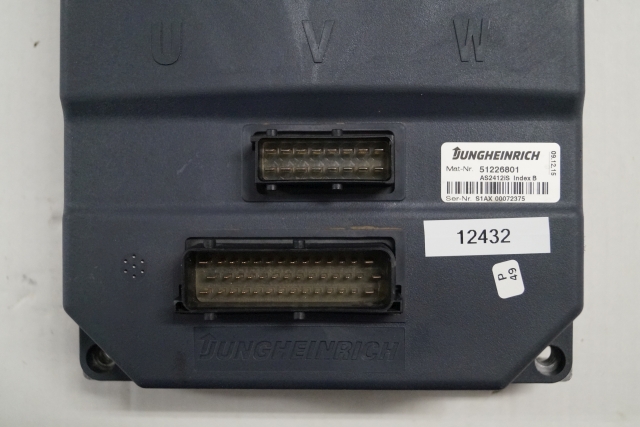 U V W
JUNGHEINRICH
09.12.15
Mat-Nr. 51226801
AS2412iS Index B
Ser-Nr. S1AX 00072375
12432
P
49
JUNGHEINRICH